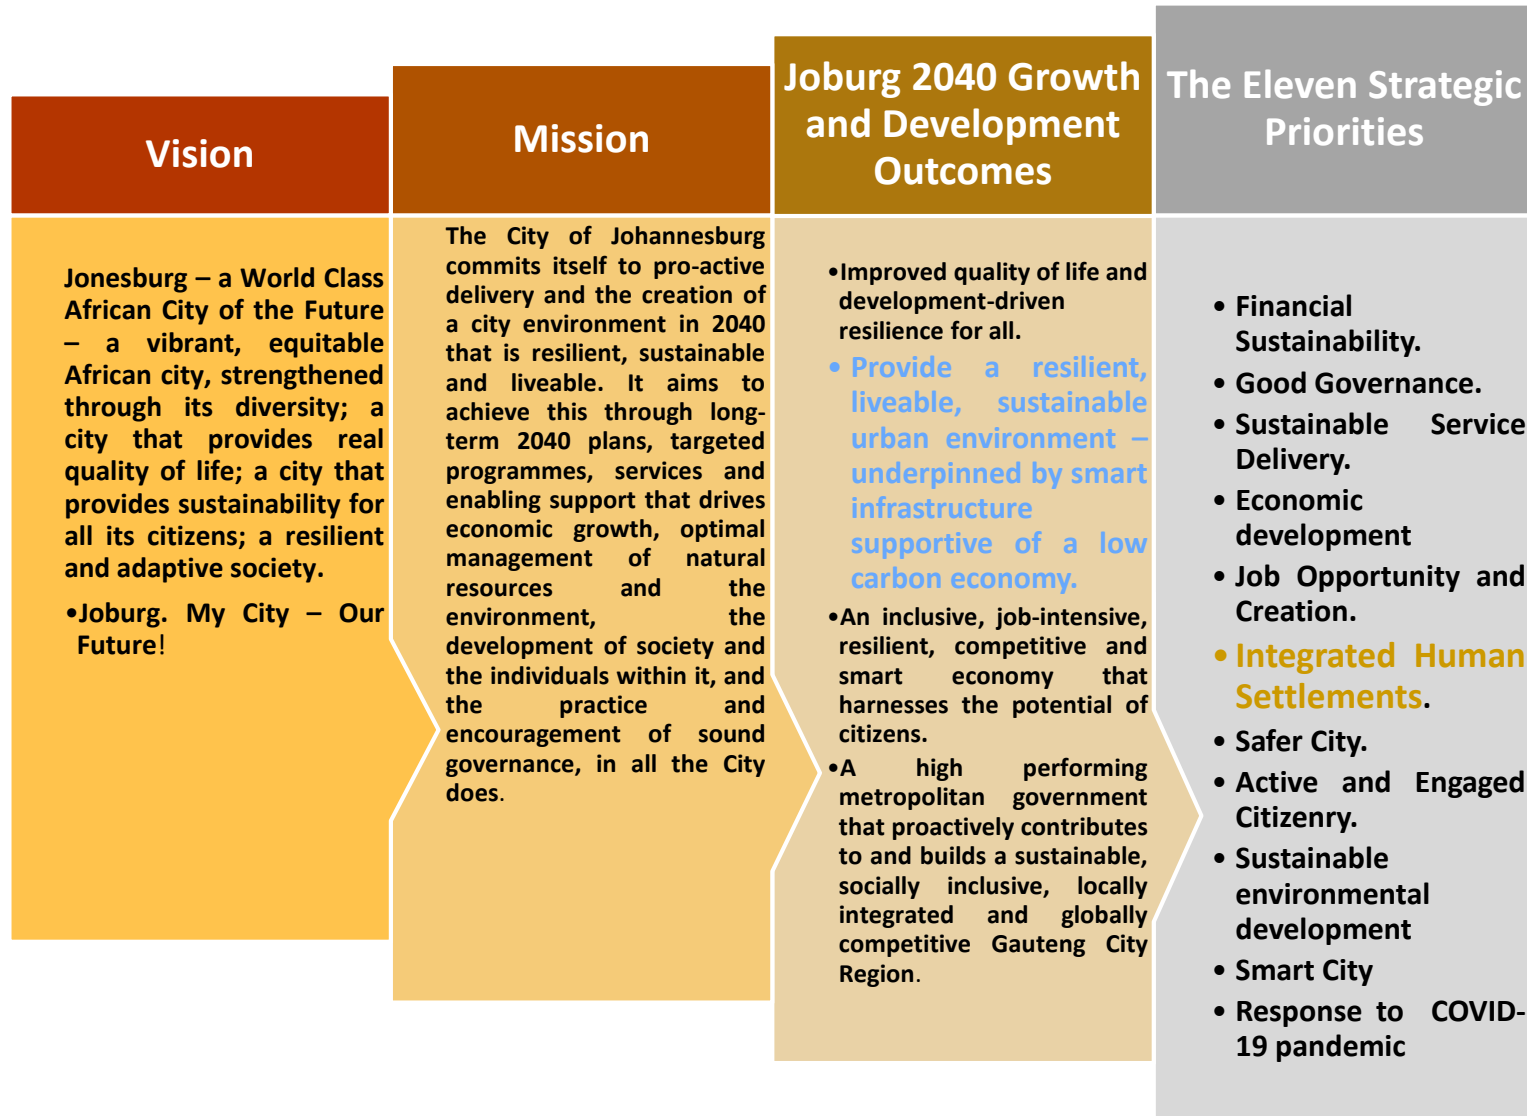 Vision
Jonesburg – a World Class
African City of the Future
– a vibrant, equitable
African city, strengthened
through its diversity; a
city that provides real
quality of life; a city that
provides sustainability for
all its citizens; a resilient
and adaptive society.
•Joburg. My City – Our
Future!
Mission
The City of Johannesburg
commits itself to pro-active
delivery and the creation of
a city environment in 2040
that is resilient, sustainable
and liveable. It aims to
achieve this through long-
term 2040 plans, targeted
programmes, services and
enabling support that drives
economic growth, optimal
management of natural
resources and the
environment, the
development of society and
the individuals within it, and
the practice and
encouragement of sound
governance, in all the City
does.
Joburg 2040 Growth
and Development
Outcomes
•Improved quality of life and
development-driven
resilience for all.
• Provide a resilient,
liveable, sustainable
urban environment –
underpinned by smart
infrastructure
supportive of a low
carbon economy.
•An inclusive, job-intensive,
resilient, competitive and
smart economy that
harnesses the potential of
citizens.
•A high performing
metropolitan government
that proactively contributes
to and builds a sustainable,
socially inclusive, locally
integrated and globally
competitive Gauteng City
Region.
The Eleven Strategic
Priorities
• Financial
Sustainability.
• Good Governance.
• Sustainable Service
Delivery.
• Economic
development
• Job Opportunity and
Creation.
• Integrated Human
Settlements.
• Safer City.
• Active and Engaged
Citizenry.
• Sustainable
environmental
development
• Smart City
• Response to COVID-
19 pandemic